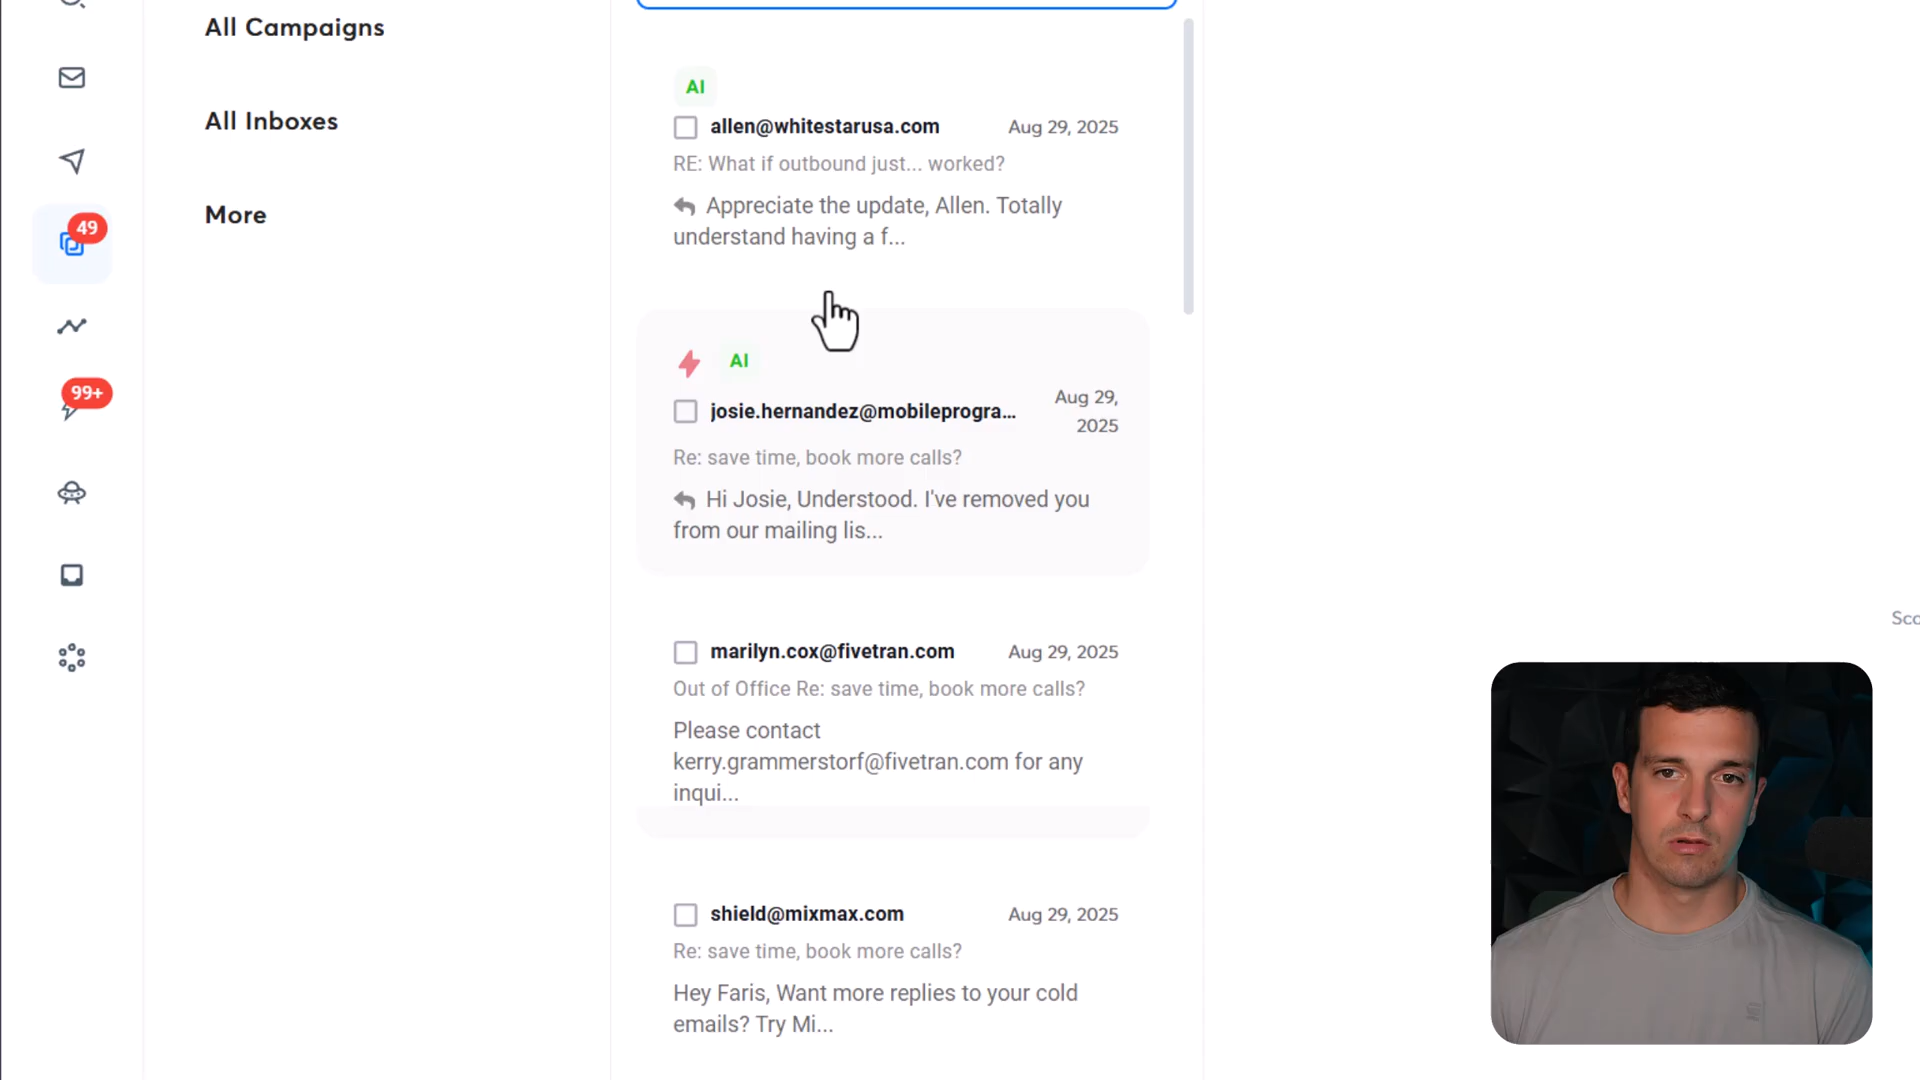 All Campaigns
All Inboxes
More
49
99+
AI
allen@whitestarusa.com Aug 29, 2025
RE: What if outbound just... worked?
Appreciate the update, Allen. Totally
understand having a f...
AI
josie.hernandez@mobileprogra... Aug 29,
2025
Re: save time, book more calls?
Hi Josie, Understood. I've removed you
from our mailing lis...
marilyn.cox@fivetran.com Aug 29, 2025
Out of Office Re: save time, book more calls?
Please contact
kerry.grammerstorf@fivetran.com for any
inqui...
shield@mixmax.com Aug 29, 2025
Re: save time, book more calls?
Hey Faris, Want more replies to your cold
emails? Try Mi...